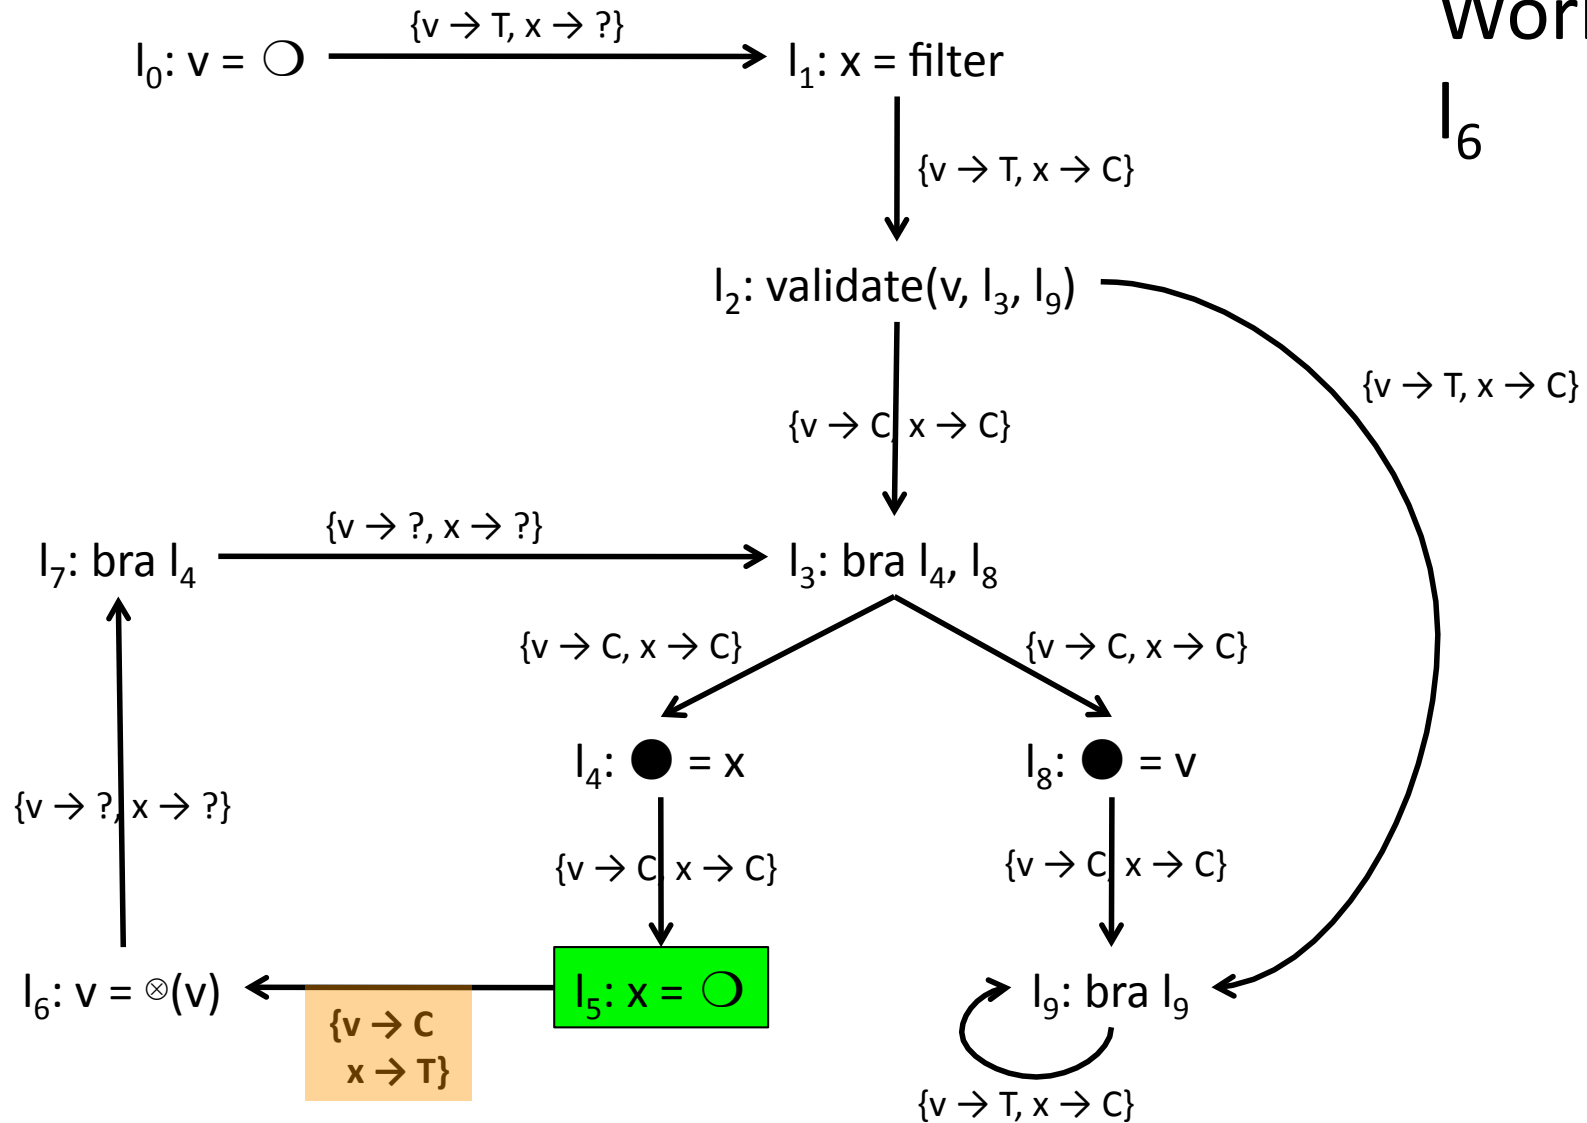 Worl
l₆
{v → T, x → ?}
l₀: v = ❍
l₁: x = filter
{v → T, x → C}
l₂: validate(v, l₃, l₉)
{v → T, x → C}
{v → C, x → C}
{v → ?, x → ?}
l₇: bra l₄
l₃: bra l₄, l₈
{v → C, x → C}
{v → C, x → C}
l₄: ● = x
l₈: ● = v
{v → ?, x → ?}
{v → C, x → C}
{v → C, x → C}
l₆: v = ⊗(v)
l₅: x = ❍
l₉: bra l₉
{v → C
x → T}
{v → T, x → C}